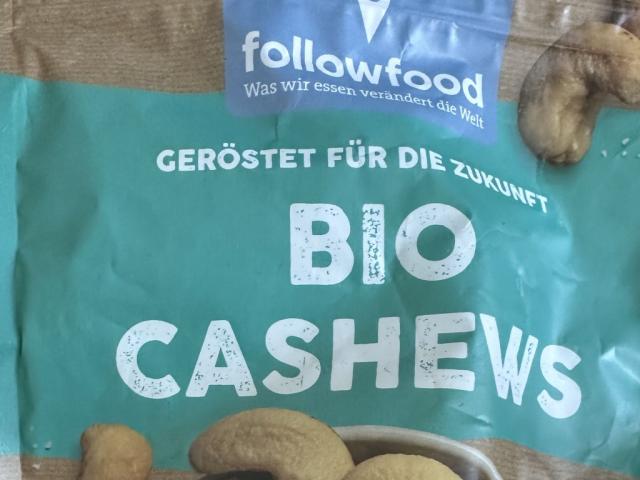 followfood
Was wir essen verändert die Welt
GERÖSTET FÜR DIE ZUKUNFT
BIO
CASHEWS